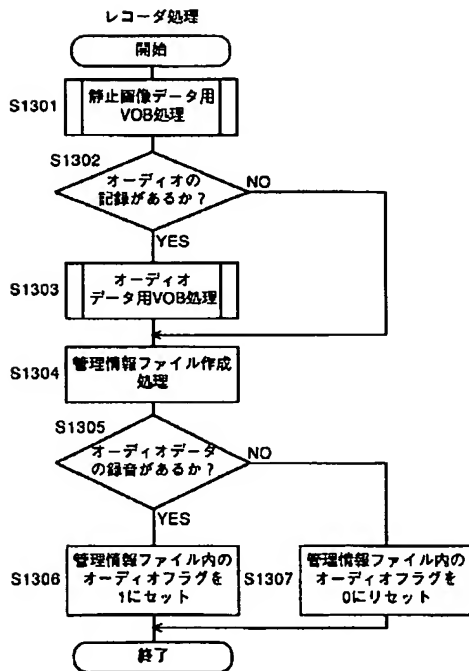 レコーダ処理
開始
S1301
静止画像データ用
VOB処理
S1302
オーディオの
記録があるか?
NO
YES
S1303
オーディオ
データ用VOB処理
S1304
管理情報ファイル作成
処理
S1305
オーディオデータ
の録音があるか?
NO
YES
S1306
管理情報ファイル内の
オーディオフラグを
1にセット
S1307
管理情報ファイル内の
オーディオフラグを
0にリセット
終了